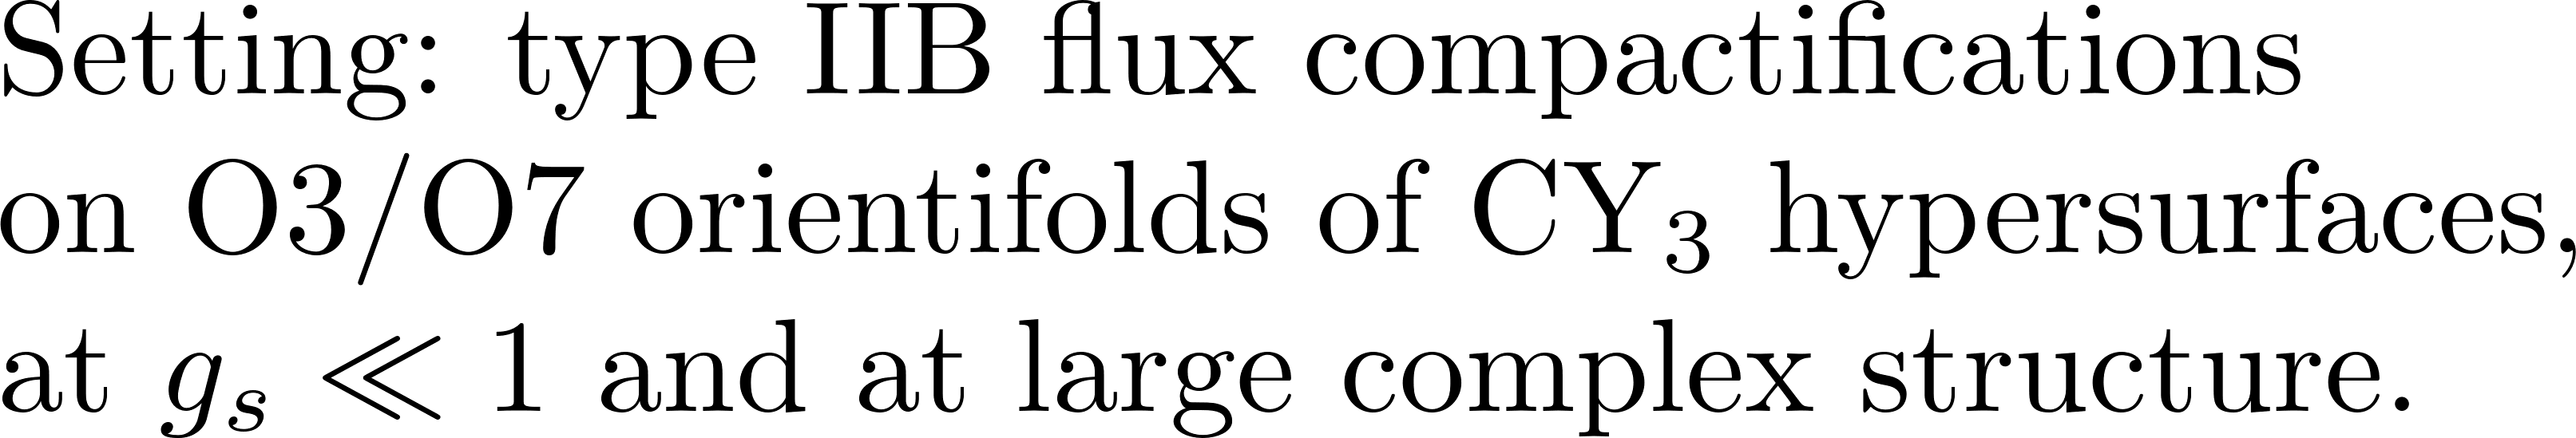 Setting: type IIB flux compactifications
on O3/O7 orientifolds of CY₃ hypersurfaces,
at gₛ ≪ 1 and at large complex structure.